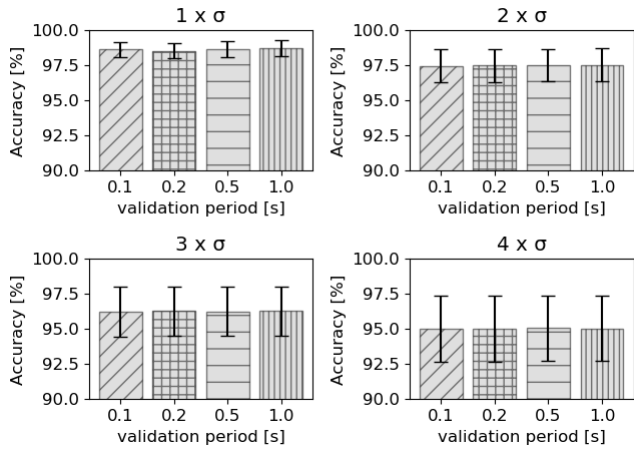 1 x σ
Accuracy [%]
100.0
97.5
95.0
92.5
90.0
0.1 0.2 0.5 1.0
validation period [s]
2 x σ
Accuracy [%]
100.0
97.5
95.0
92.5
90.0
0.1 0.2 0.5 1.0
validation period [s]
3 x σ
Accuracy [%]
100.0
97.5
95.0
92.5
90.0
0.1 0.2 0.5 1.0
validation period [s]
4 x σ
Accuracy [%]
100.0
97.5
95.0
92.5
90.0
0.1 0.2 0.5 1.0
validation period [s]